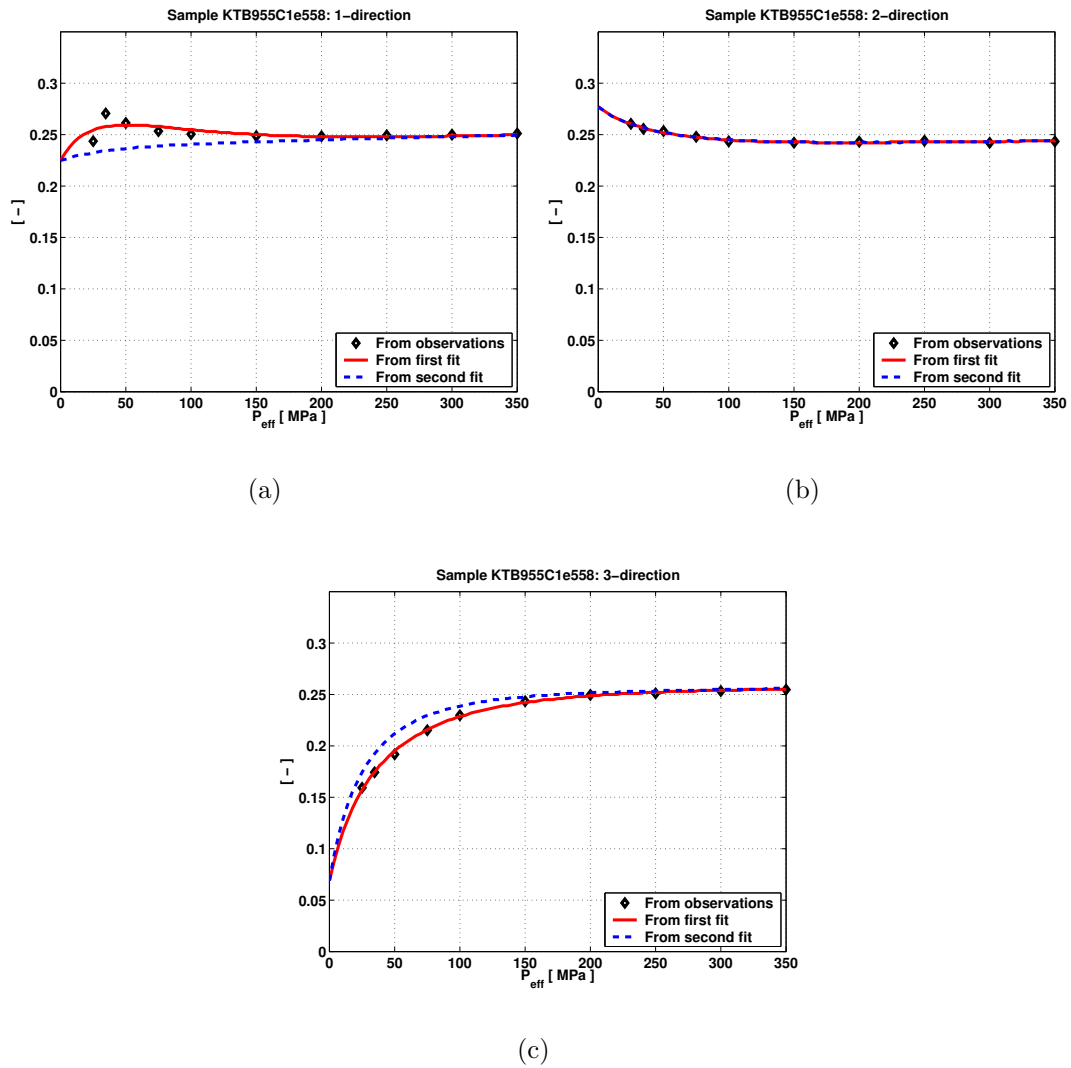 Sample KTB955C1e558: 1−direction
0.3
0.25
0.2
0.15
0.1
0.05
0
[ − ]
0 50 100 150 200 250 300 350
P_eff [ MPa ]
From observations
From first fit
From second fit
(a)
Sample KTB955C1e558: 2−direction
0.3
0.25
0.2
0.15
0.1
0.05
0
[ − ]
0 50 100 150 200 250 300 350
P_eff [ MPa ]
From observations
From first fit
From second fit
(b)
Sample KTB955C1e558: 3−direction
0.3
0.25
0.2
0.15
0.1
0.05
0
[ − ]
0 50 100 150 200 250 300 350
P_eff [ MPa ]
From observations
From first fit
From second fit
(c)